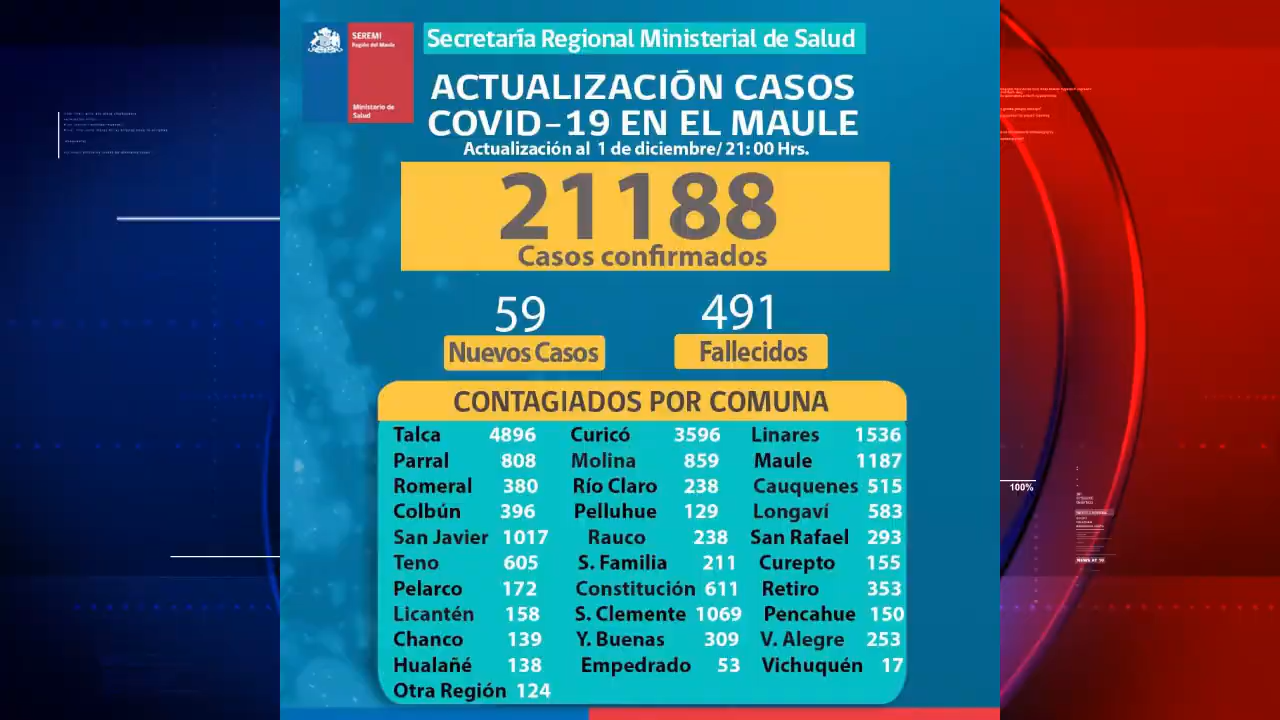 SEREMI
Región del Maule
Ministerio de
Salud
Secretaría Regional Ministerial de Salud
ACTUALIZACIÓN CASOS
COVID-19 EN EL MAULE
Actualización al 1 de diciembre/ 21: 00 Hrs.
21188
Casos confirmados
59 491
Nuevos Casos Fallecidos
CONTAGIADOS POR COMUNA
Talca 4896 Curicó 3596 Linares 1536
Parral 808 Molina 859 Maule 1187
Romeral 380 Río Claro 238 Cauquenes 515
Colbún 396 Pelluhue 129 Longaví 583
San Javier 1017 Rauco 238 San Rafael 293
Teno 605 S. Familia 211 Curepto 155
Pelarco 172 Constitución 611 Retiro 353
Licantén 158 S. Clemente 1069 Pencahue 150
Chanco 139 Y. Buenas 309 V. Alegre 253
Hualañé 138 Empedrado 53 Vichuquén 17
Otra Región 124
100%